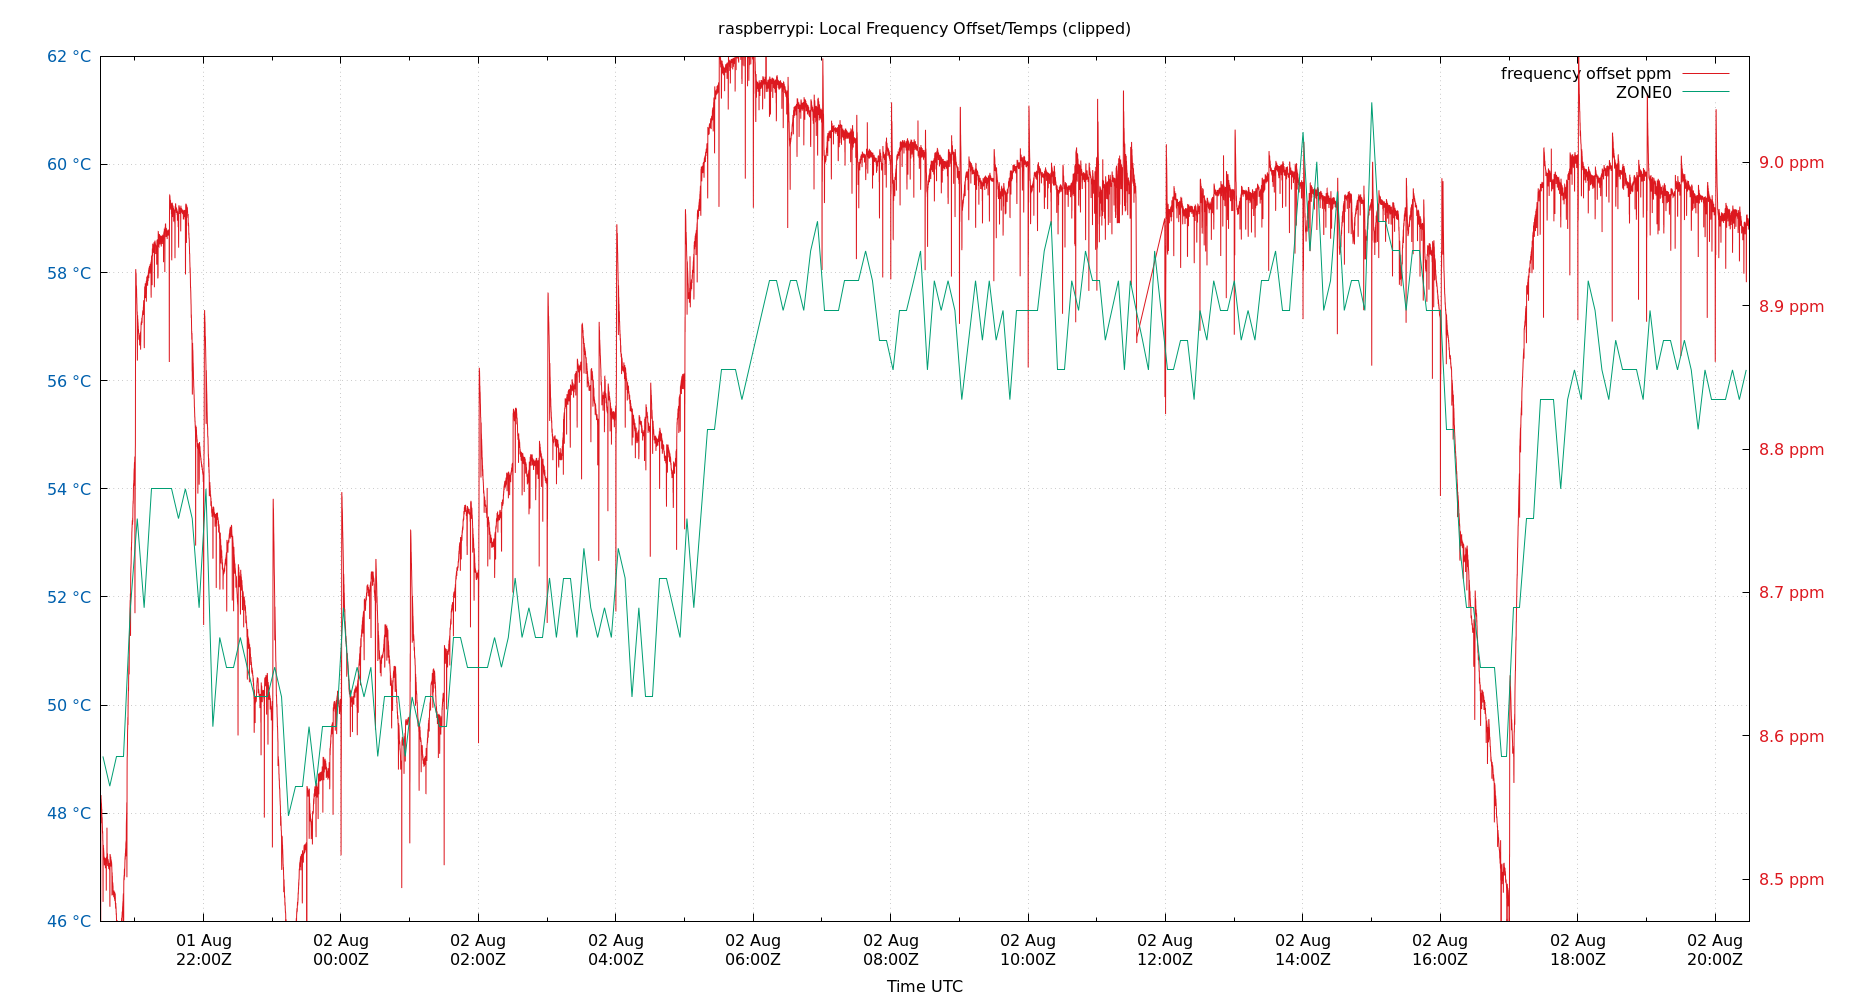 raspberrypi: Local Frequency Offset/Temps (clipped)
62 °C
60 °C
58 °C
56 °C
54 °C
52 °C
50 °C
48 °C
46 °C
frequency offset ppm
ZONE0
9.0 ppm
8.9 ppm
8.8 ppm
8.7 ppm
8.6 ppm
8.5 ppm
01 Aug 02 Aug 02 Aug 02 Aug 02 Aug 02 Aug 02 Aug 02 Aug 02 Aug 02 Aug 02 Aug 02 Aug
22:00Z 00:00Z 02:00Z 04:00Z 06:00Z 08:00Z 10:00Z 12:00Z 14:00Z 16:00Z 18:00Z 20:00Z
Time UTC